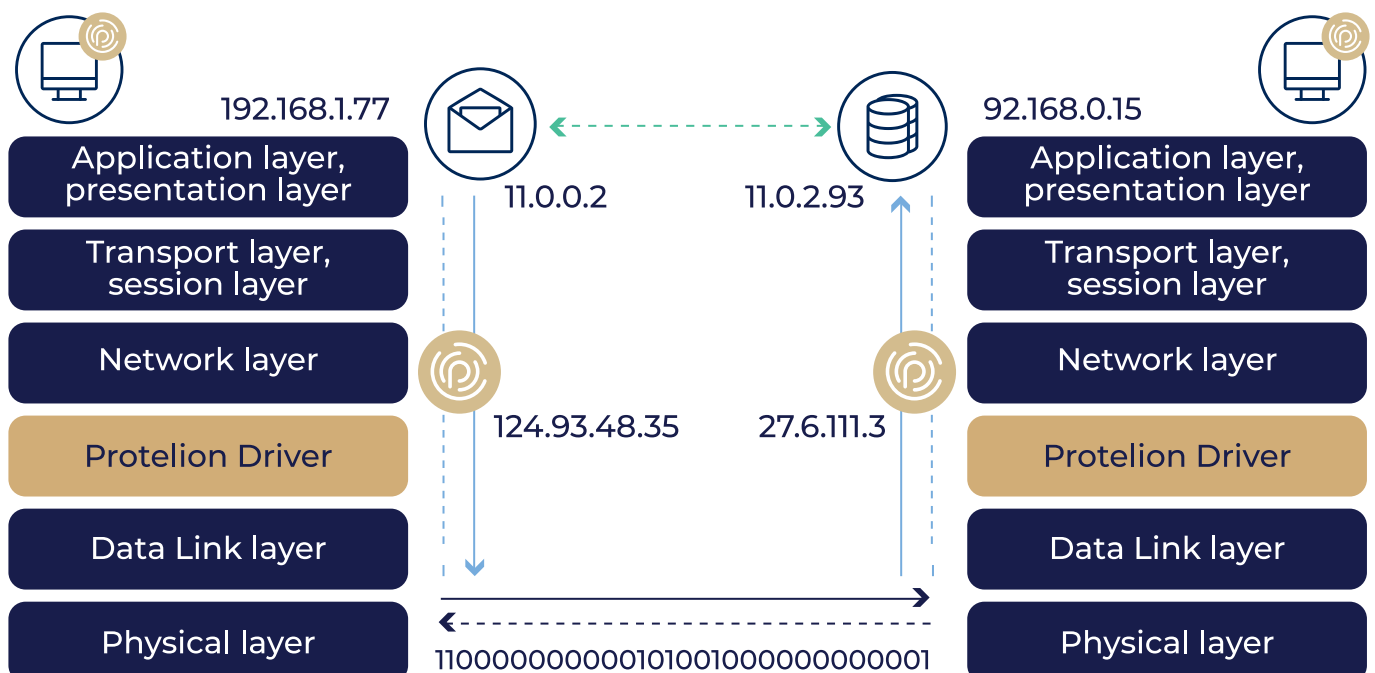 192.168.1.77
92.168.0.15
Application layer,
presentation layer
11.0.0.2
11.0.2.93
Application layer,
presentation layer
Transport layer,
session layer
Transport layer,
session layer
Network layer
Network layer
124.93.48.35
27.6.111.3
Protelion Driver
Protelion Driver
Data Link layer
Data Link layer
Physical layer
Physical layer
110000000000101001000000000001